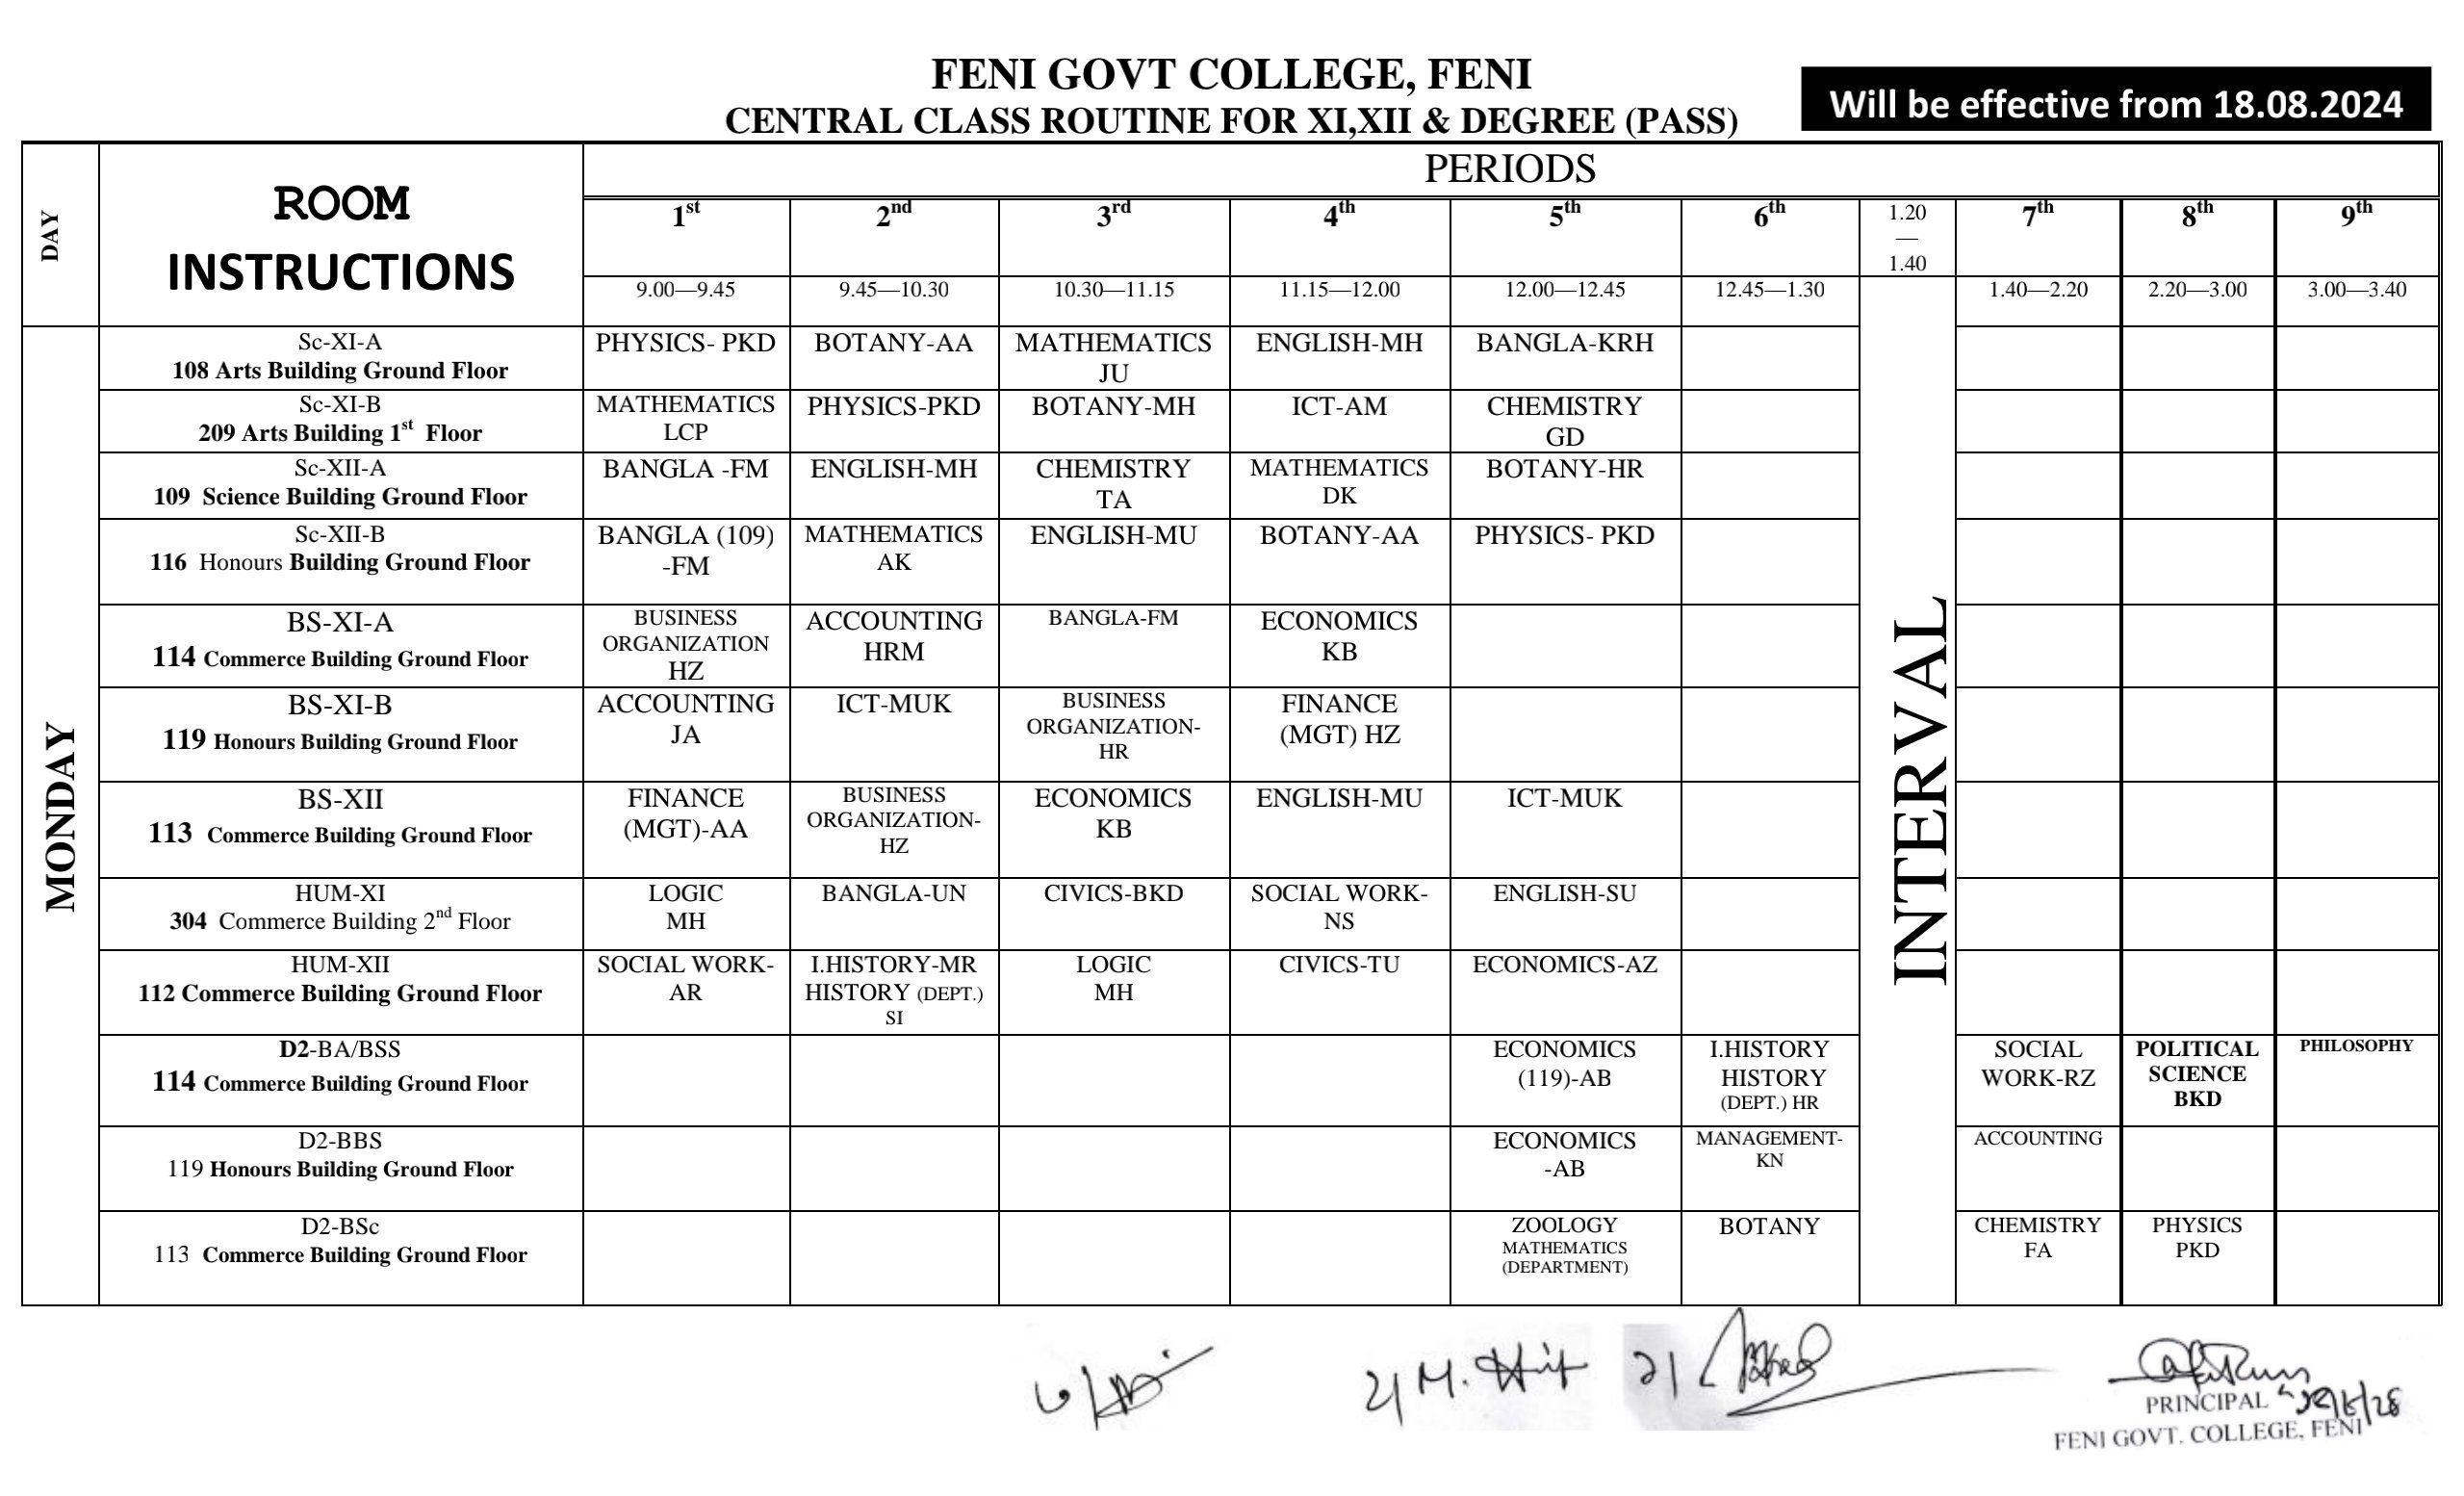 FENI GOVT COLLEGE, FENI
CENTRAL CLASS ROUTINE FOR XI,XII & DEGREE (PASS)
Will be effective from 18.08.2024
DAY
ROOM
INSTRUCTIONS
PERIODS
1st 2nd 3rd 4th 5th 6th 1.20 — 1.40 7th 8th 9th
9.00—9.45 9.45—10.30 10.30—11.15 11.15—12.00 12.00—12.45 12.45—1.30 1.40—2.20 2.20—3.00 3.00—3.40
MONDAY
INTERVAL
Sc-XI-A
108 Arts Building Ground Floor
PHYSICS- PKD
BOTANY-AA
MATHEMATICS
JU
ENGLISH-MH
BANGLA-KRH
Sc-XI-B
209 Arts Building 1st Floor
MATHEMATICS
LCP
PHYSICS-PKD
BOTANY-MH
ICT-AM
CHEMISTRY
GD
Sc-XII-A
109 Science Building Ground Floor
BANGLA -FM
ENGLISH-MH
CHEMISTRY
TA
MATHEMATICS
DK
BOTANY-HR
Sc-XII-B
116 Honours Building Ground Floor
BANGLA (109)
-FM
MATHEMATICS
AK
ENGLISH-MU
BOTANY-AA
PHYSICS- PKD
BS-XI-A
114 Commerce Building Ground Floor
BUSINESS
ORGANIZATION
HZ
ACCOUNTING
HRM
BANGLA-FM
ECONOMICS
KB
BS-XI-B
119 Honours Building Ground Floor
ACCOUNTING
JA
ICT-MUK
BUSINESS
ORGANIZATION-
HR
FINANCE
(MGT) HZ
BS-XII
113 Commerce Building Ground Floor
FINANCE
(MGT)-AA
BUSINESS
ORGANIZATION-
HZ
ECONOMICS
KB
ENGLISH-MU
ICT-MUK
HUM-XI
304 Commerce Building 2nd Floor
LOGIC
MH
BANGLA-UN
CIVICS-BKD
SOCIAL WORK-
NS
ENGLISH-SU
HUM-XII
112 Commerce Building Ground Floor
SOCIAL WORK-
AR
I.HISTORY-MR
HISTORY (DEPT.)
SI
LOGIC
MH
CIVICS-TU
ECONOMICS-AZ
D2-BA/BSS
114 Commerce Building Ground Floor
ECONOMICS
(119)-AB
I.HISTORY
HISTORY
(DEPT.) HR
SOCIAL
WORK-RZ
POLITICAL
SCIENCE
BKD
PHILOSOPHY
D2-BBS
119 Honours Building Ground Floor
ECONOMICS
-AB
MANAGEMENT-
KN
ACCOUNTING
D2-BSc
113 Commerce Building Ground Floor
ZOOLOGY
MATHEMATICS
(DEPARTMENT)
BOTANY
CHEMISTRY
FA
PHYSICS
PKD
PRINCIPAL
FENI GOVT. COLLEGE, FENI